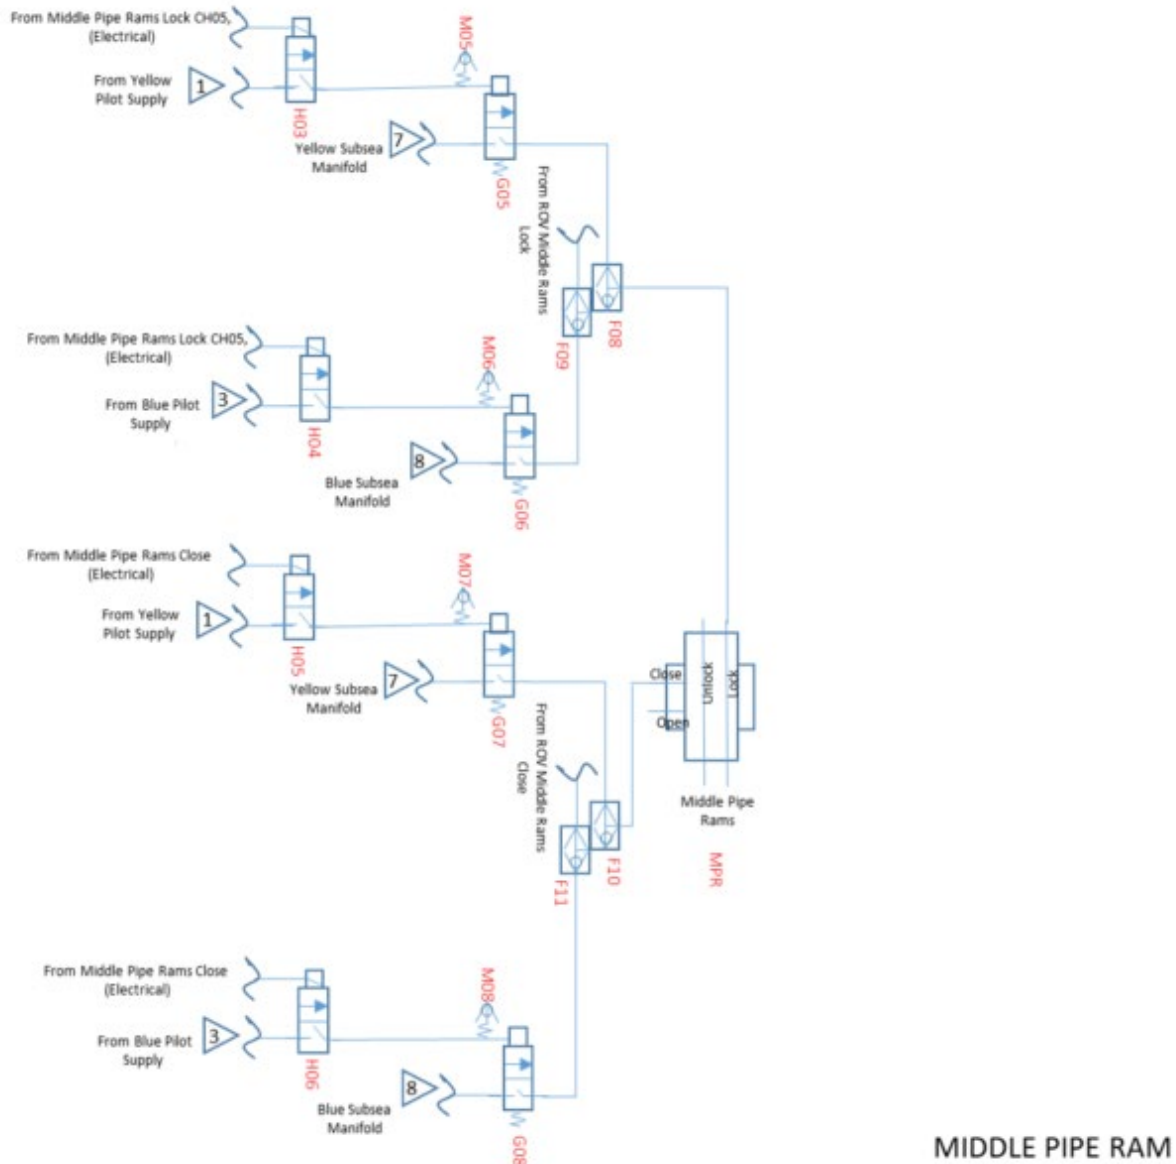 From Middle Pipe Rams Lock CH05,
(Electrical)
From Yellow
Pilot Supply
1
H03
M05
Yellow Subsea
Manifold
7
G05
From ROV Middle Rams
Lock
F08
F09
From Middle Pipe Rams Lock CH05,
(Electrical)
From Blue Pilot
Supply
3
H04
M06
Blue Subsea
Manifold
8
G06
From Middle Pipe Rams Close
(Electrical)
From Yellow
Pilot Supply
1
H05
M07
Yellow Subsea
Manifold
7
G07
From ROV Middle Rams
Close
F10
F11
Close
Open
Unlock
Lock
Middle Pipe
Rams
MPR
From Middle Pipe Rams Close
(Electrical)
From Blue Pilot
Supply
3
H06
M08
Blue Subsea
Manifold
8
G08
MIDDLE PIPE RAM